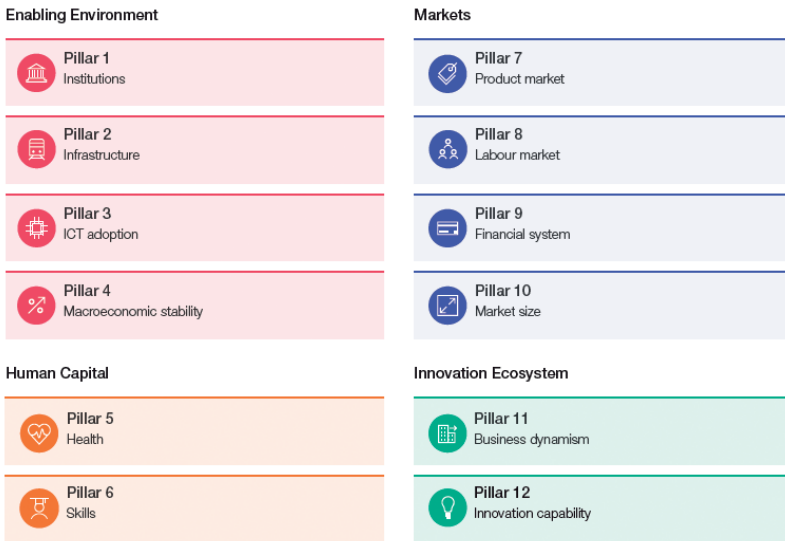 Enabling Environment
Pillar 1
Institutions
Pillar 2
Infrastructure
Pillar 3
ICT adoption
Pillar 4
Macroeconomic stability
Human Capital
Pillar 5
Health
Pillar 6
Skills
Markets
Pillar 7
Product market
Pillar 8
Labour market
Pillar 9
Financial system
Pillar 10
Market size
Innovation Ecosystem
Pillar 11
Business dynamism
Pillar 12
Innovation capability